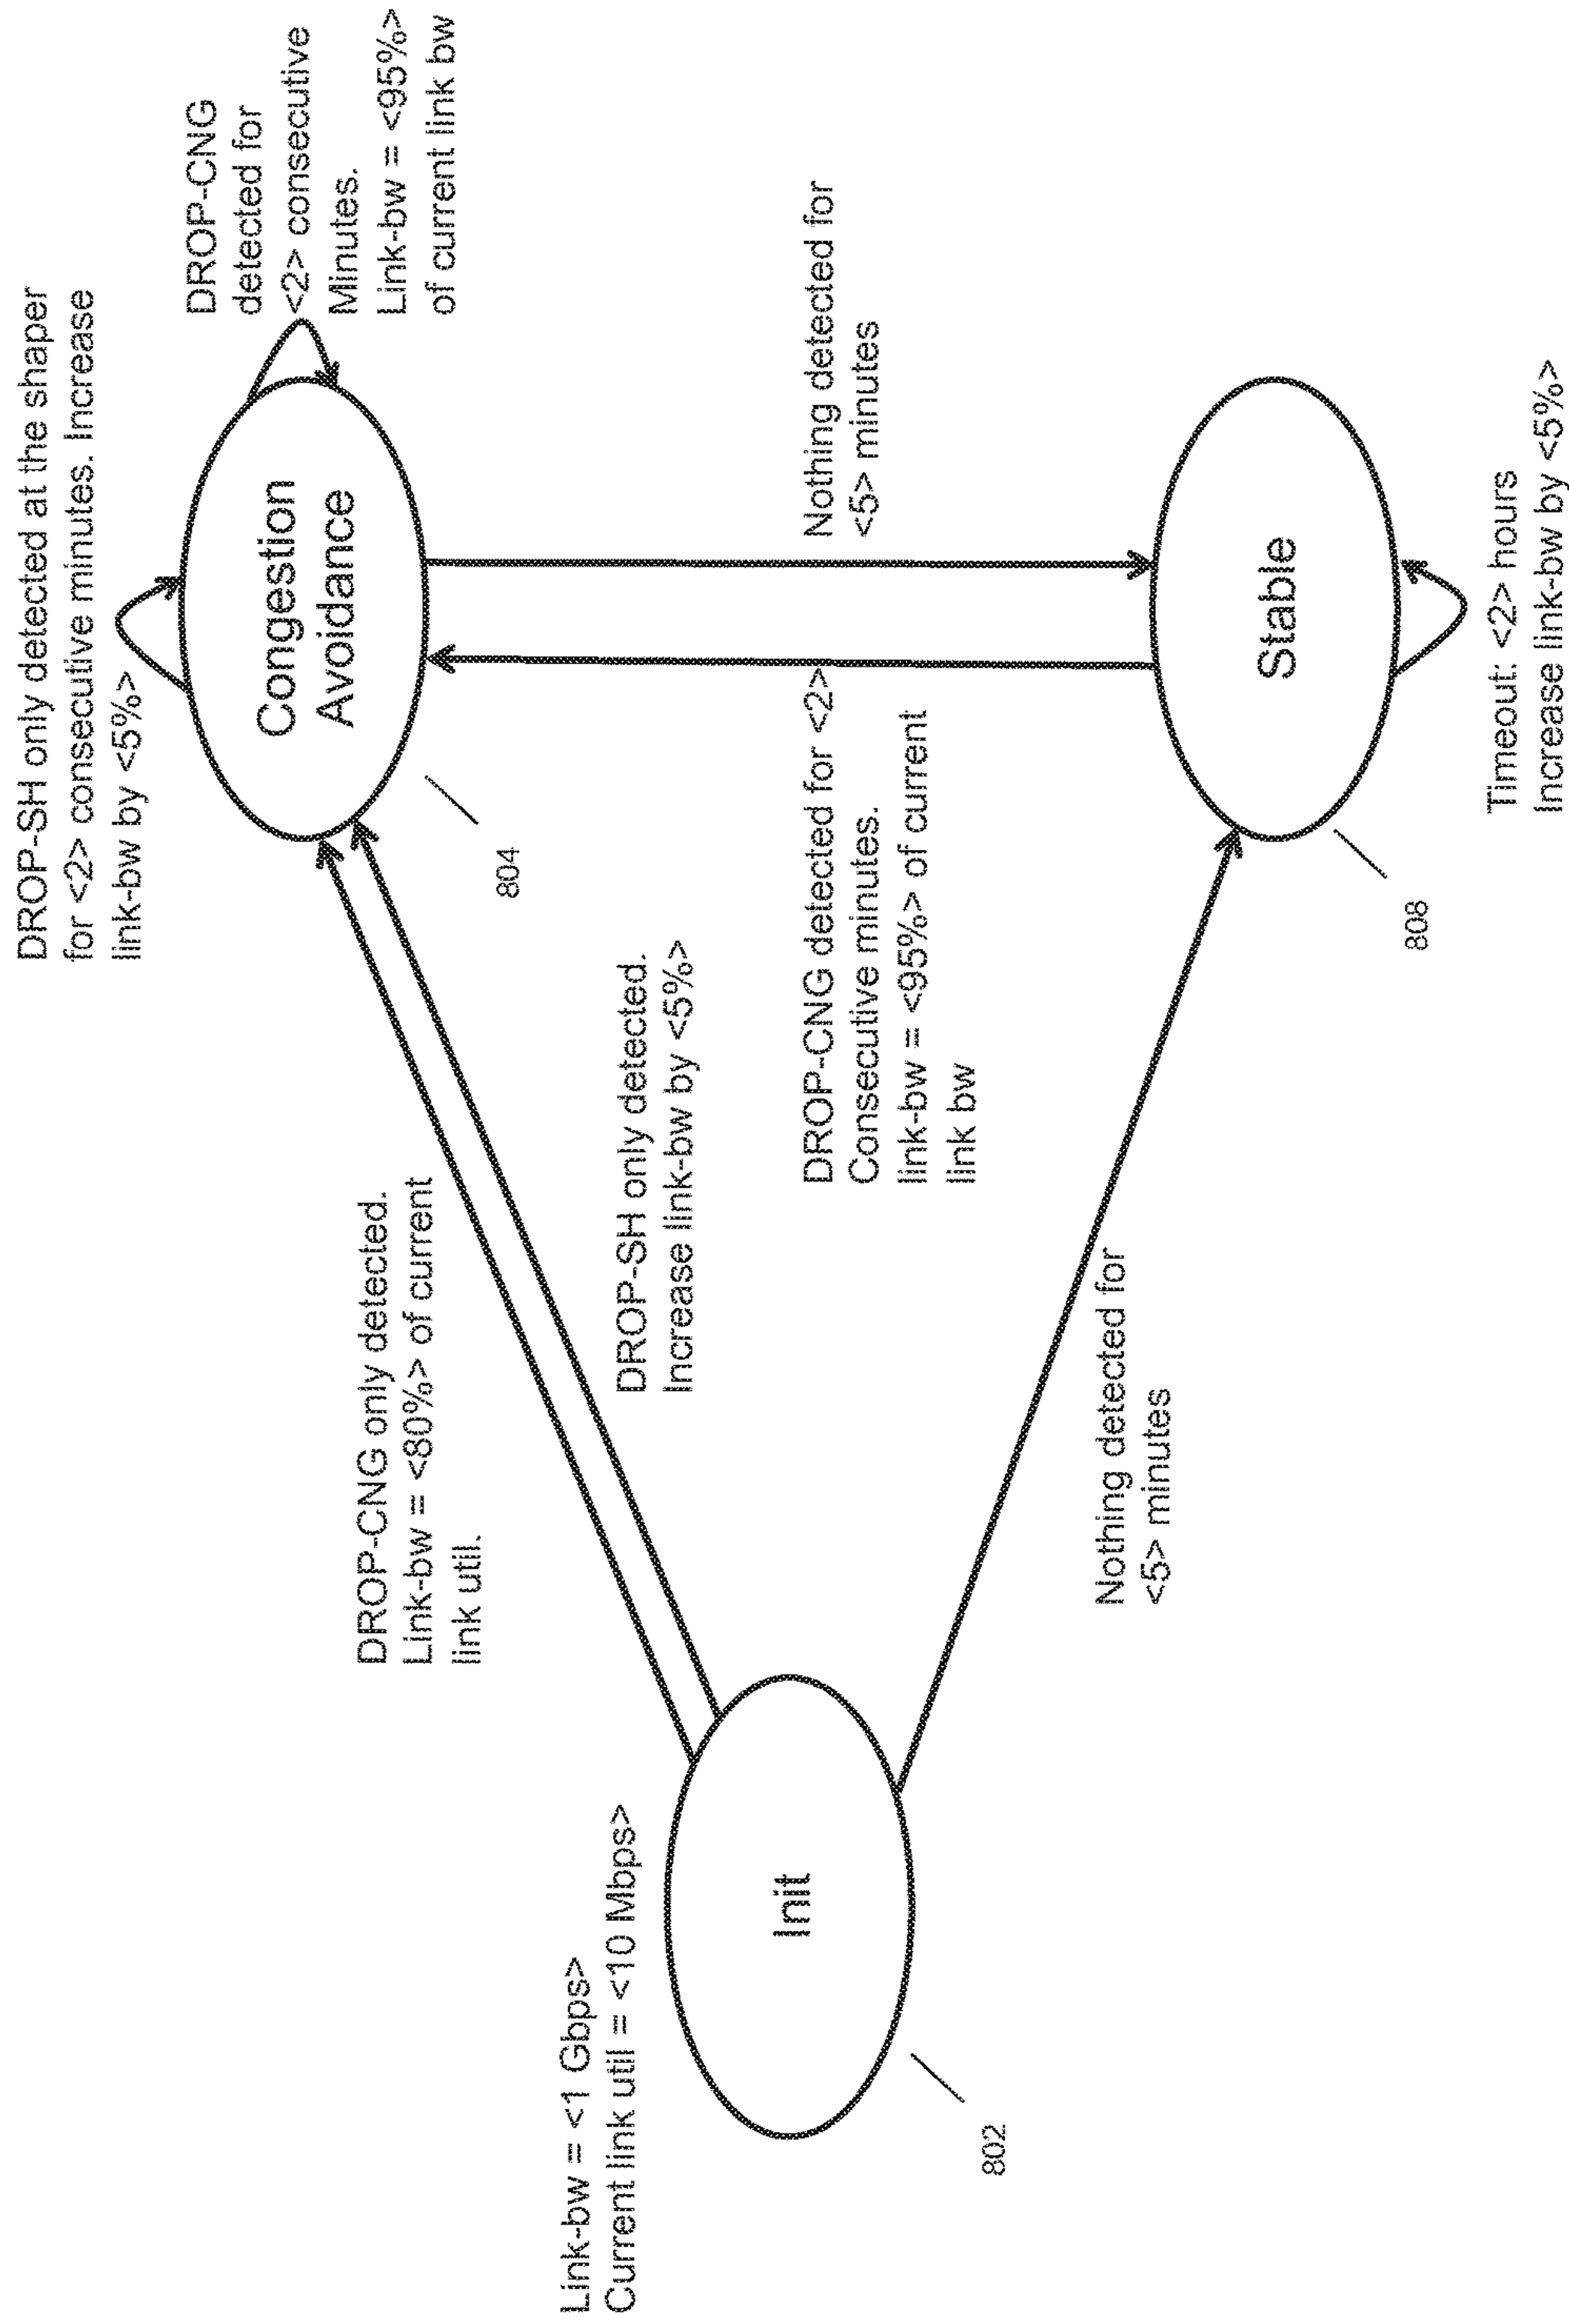 DROP-SH only detected at the shaper
for <2> consecutive minutes. Increase
link-bw by <5%>
DROP-CNG
detected for
<2> consecutive
Minutes.
Link-bw = <95%>
of current link bw
Congestion
Avoidance
804
DROP-CNG only detected.
Link-bw = <80%> of current
link util.
DROP-SH only detected.
Increase link-bw by <5%>
Link-bw = <1 Gbps>
Current link util = <10 Mbps>
Init
802
DROP-CNG detected for <2>
Consecutive minutes.
link-bw = <95%> of current
link bw
Nothing detected for
<5> minutes
Nothing detected for
<5> minutes
Stable
808
Timeout: <2> hours
Increase link-bw by <5%>